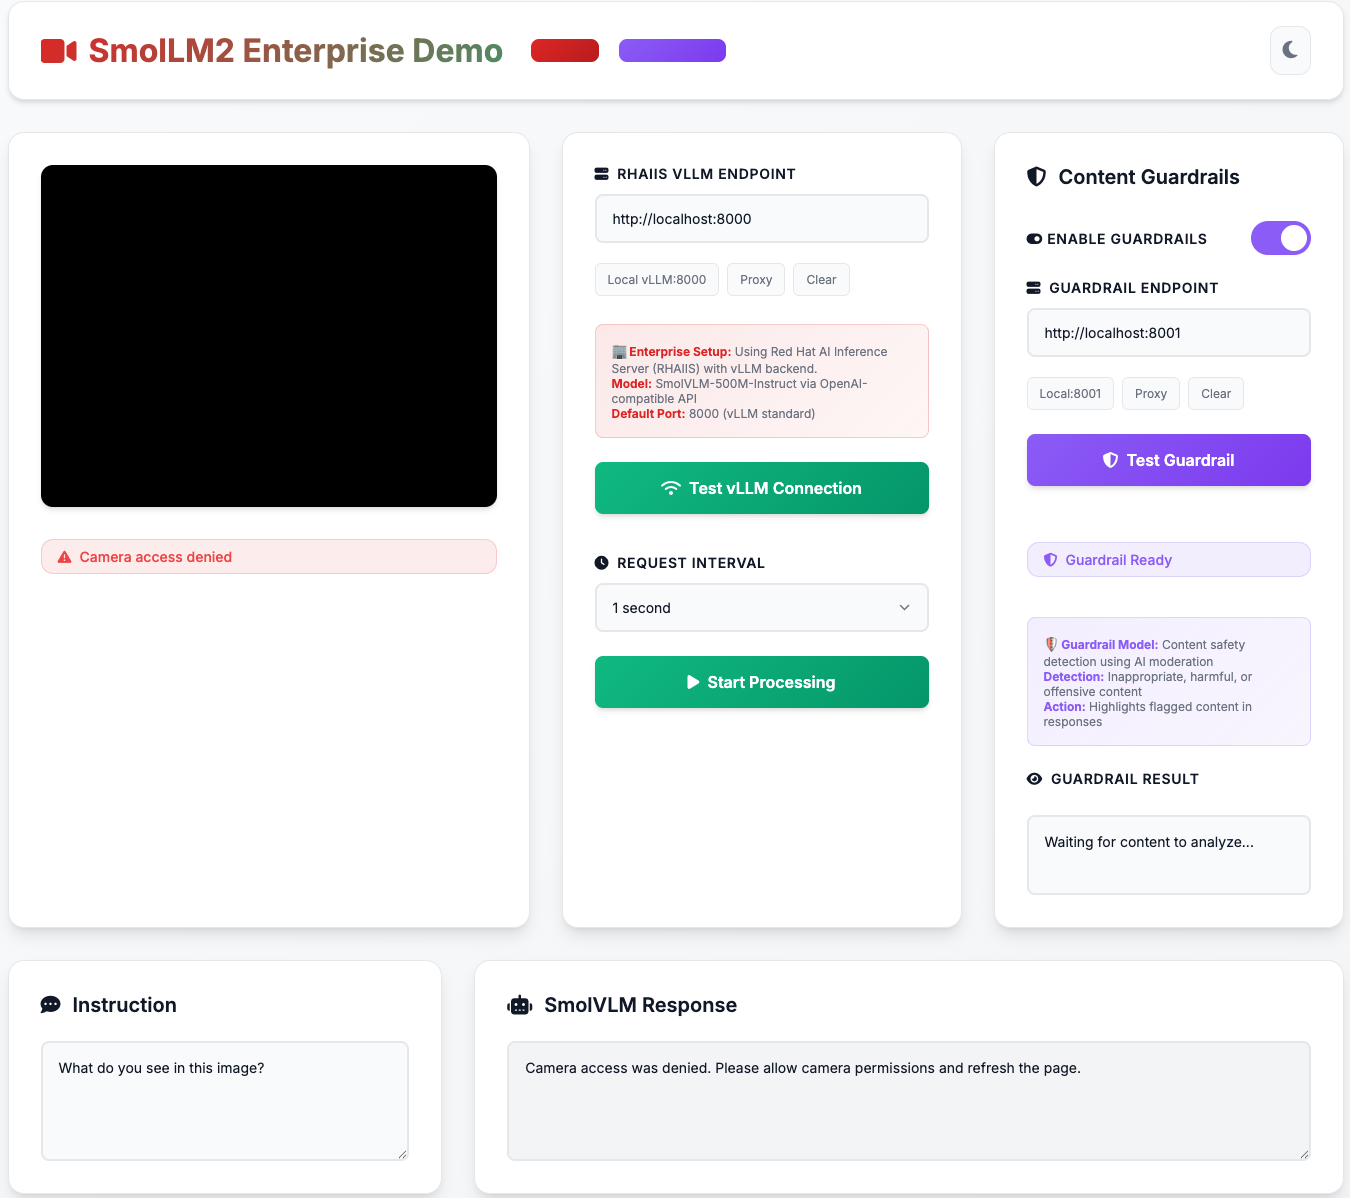 SmolLM2 Enterprise Demo
Camera access denied
RHAIIS VLLM ENDPOINT
http://localhost:8000
Local vLLM:8000
Proxy
Clear
Enterprise Setup: Using Red Hat AI Inference
Server (RHAIIS) with vLLM backend.
Model: SmolVLM-500M-Instruct via OpenAI-
compatible API
Default Port: 8000 (vLLM standard)
Test vLLM Connection
REQUEST INTERVAL
1 second
Start Processing
Content Guardrails
ENABLE GUARDRAILS
GUARDRAIL ENDPOINT
http://localhost:8001
Local:8001
Proxy
Clear
Test Guardrail
Guardrail Ready
Guardrail Model: Content safety
detection using AI moderation
Detection: Inappropriate, harmful, or
offensive content
Action: Highlights flagged content in
responses
GUARDRAIL RESULT
Waiting for content to analyze...
Instruction
What do you see in this image?
SmolVLM Response
Camera access was denied. Please allow camera permissions and refresh the page.